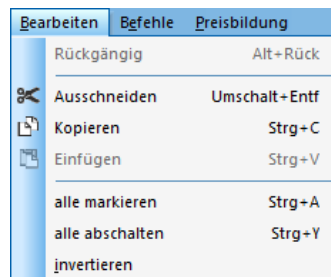 Bearbeiten Befehle Preisbildung
Rückgängig Alt+Rück
Ausschneiden Umschalt+Entf
Kopieren Strg+C
Einfügen Strg+V
alle markieren Strg+A
alle abschalten Strg+Y
invertieren